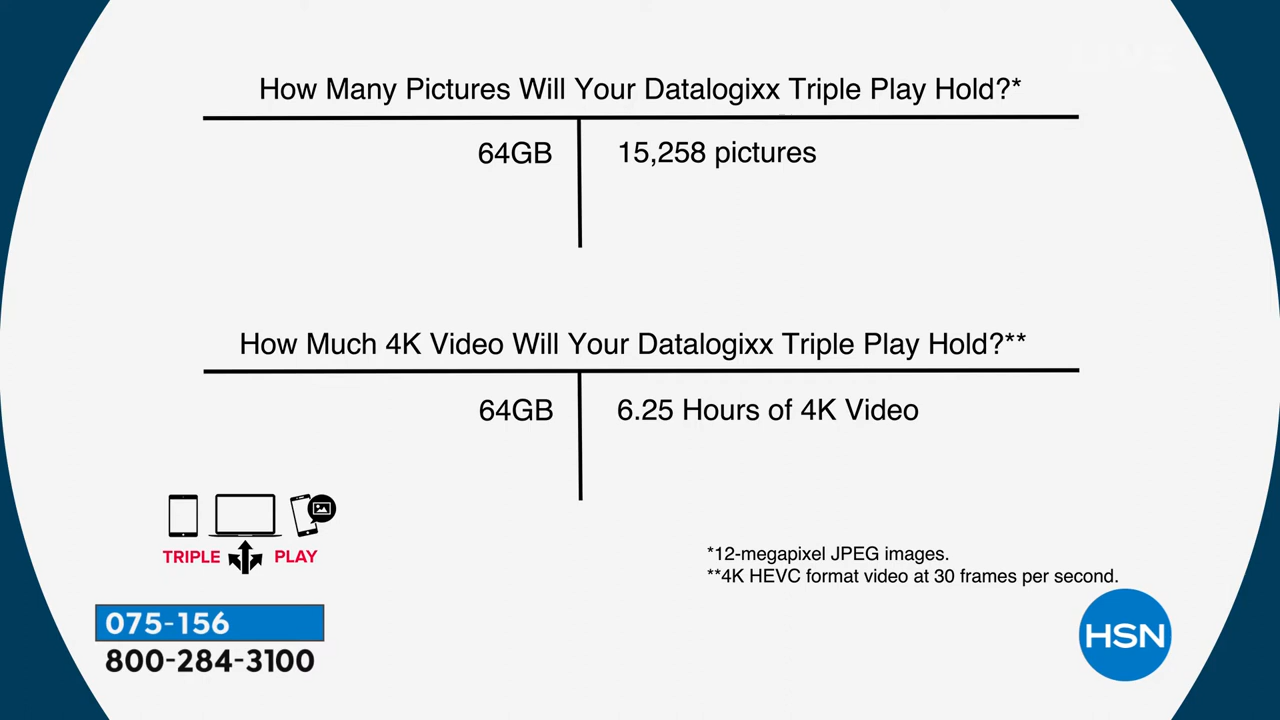 How Many Pictures Will Your Datalogixx Triple Play Hold?*
64GB 15,258 pictures
How Much 4K Video Will Your Datalogixx Triple Play Hold?**
64GB 6.25 Hours of 4K Video
TRIPLE PLAY
*12-megapixel JPEG images.
**4K HEVC format video at 30 frames per second.
075-156
800-284-3100
HSN